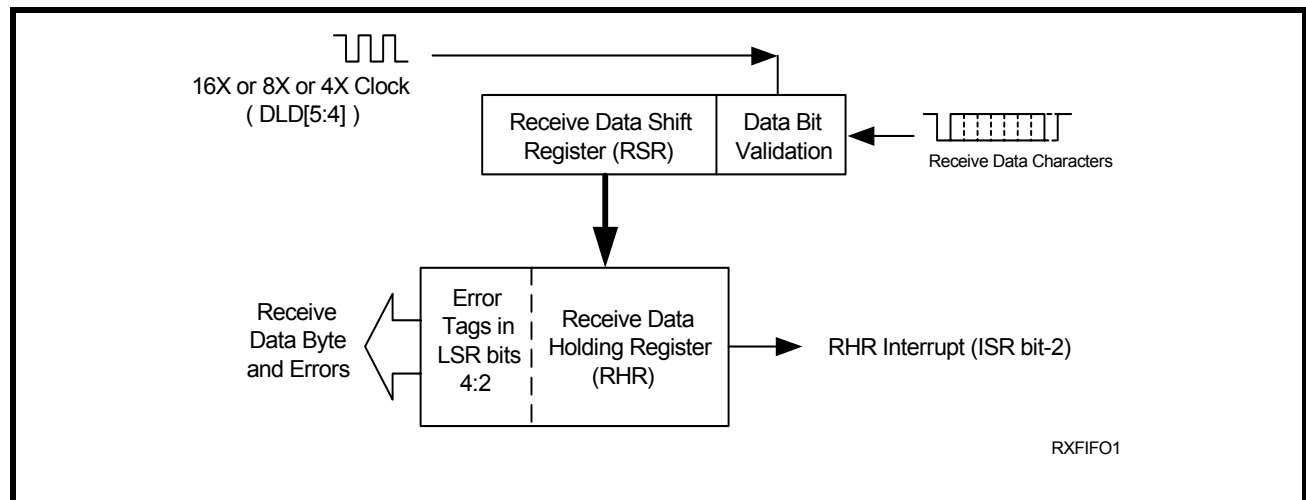 16X or 8X or 4X Clock
( DLD[5:4] )
Receive Data Shift
Register (RSR)
Data Bit
Validation
Receive Data Characters
Receive
Data Byte
and Errors
Error
Tags in
LSR bits
4:2
Receive Data
Holding Register
(RHR)
RHR Interrupt (ISR bit-2)
RXFIFO1